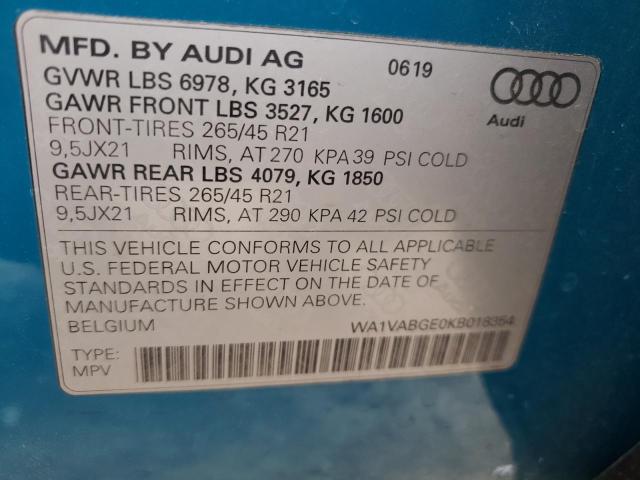 MFD. BY AUDI AG 0619
GVWR LBS 6978, KG 3165
GAWR FRONT LBS 3527, KG 1600
Audi
FRONT-TIRES 265/45 R21
9,5JX21 RIMS, AT 270 KPA 39 PSI COLD
GAWR REAR LBS 4079, KG 1850
REAR-TIRES 265/45 R21
9,5JX21 RIMS, AT 290 KPA 42 PSI COLD
THIS VEHICLE CONFORMS TO ALL APPLICABLE
U.S. FEDERAL MOTOR VEHICLE SAFETY
STANDARDS IN EFFECT ON THE DATE OF
MANUFACTURE SHOWN ABOVE.
BELGIUM WA1VABGE0KB018354
TYPE:
MPV